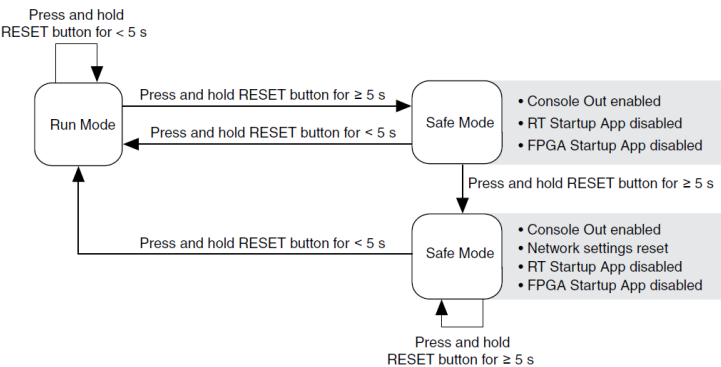 Press and hold
RESET button for < 5 s
Run Mode
Press and hold RESET button for ≥ 5 s
Press and hold RESET button for < 5 s
Safe Mode
• Console Out enabled
• RT Startup App disabled
• FPGA Startup App disabled
Press and hold RESET button for ≥ 5 s
Press and hold RESET button for < 5 s
Safe Mode
• Console Out enabled
• Network settings reset
• RT Startup App disabled
• FPGA Startup App disabled
Press and hold
RESET button for ≥ 5 s